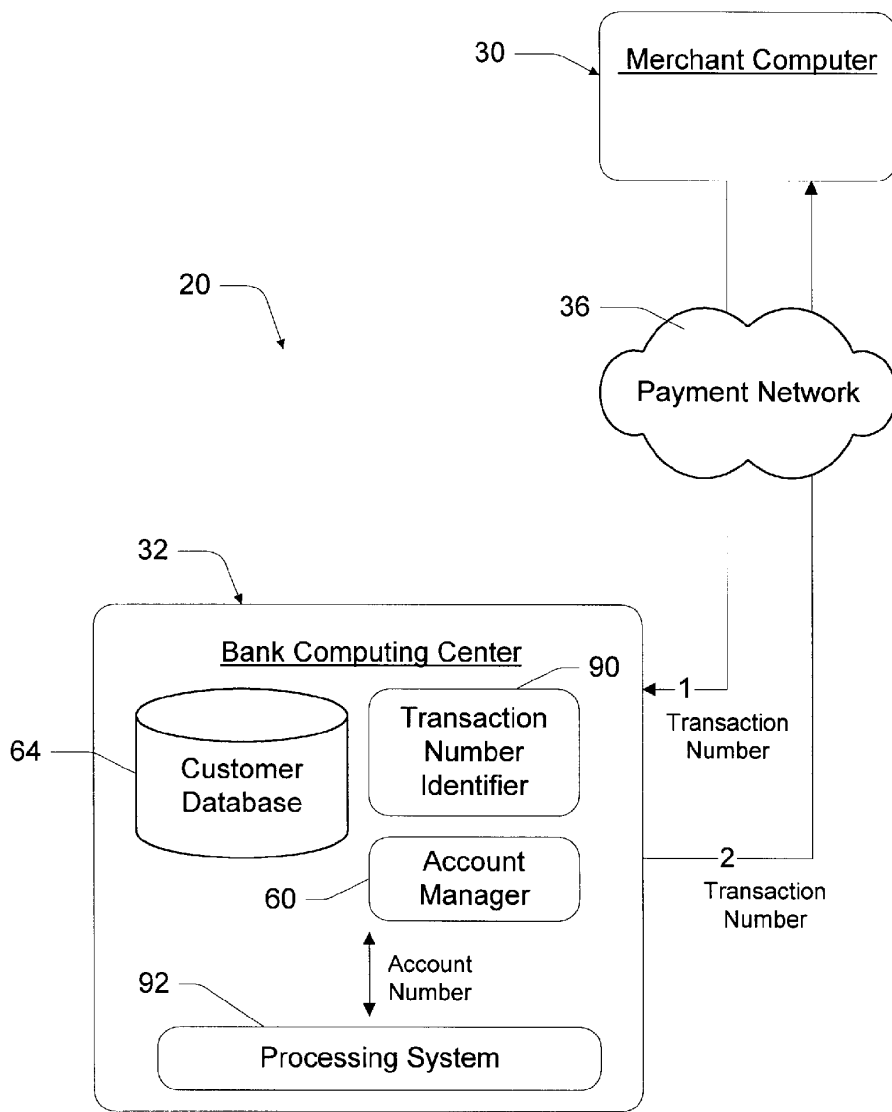 30
Merchant Computer
20
36
Payment Network
32
Bank Computing Center
90
1
Transaction
Number
64
Customer
Database
Transaction
Number
Identifier
2
Transaction
Number
60
Account
Manager
Account
Number
92
Processing System